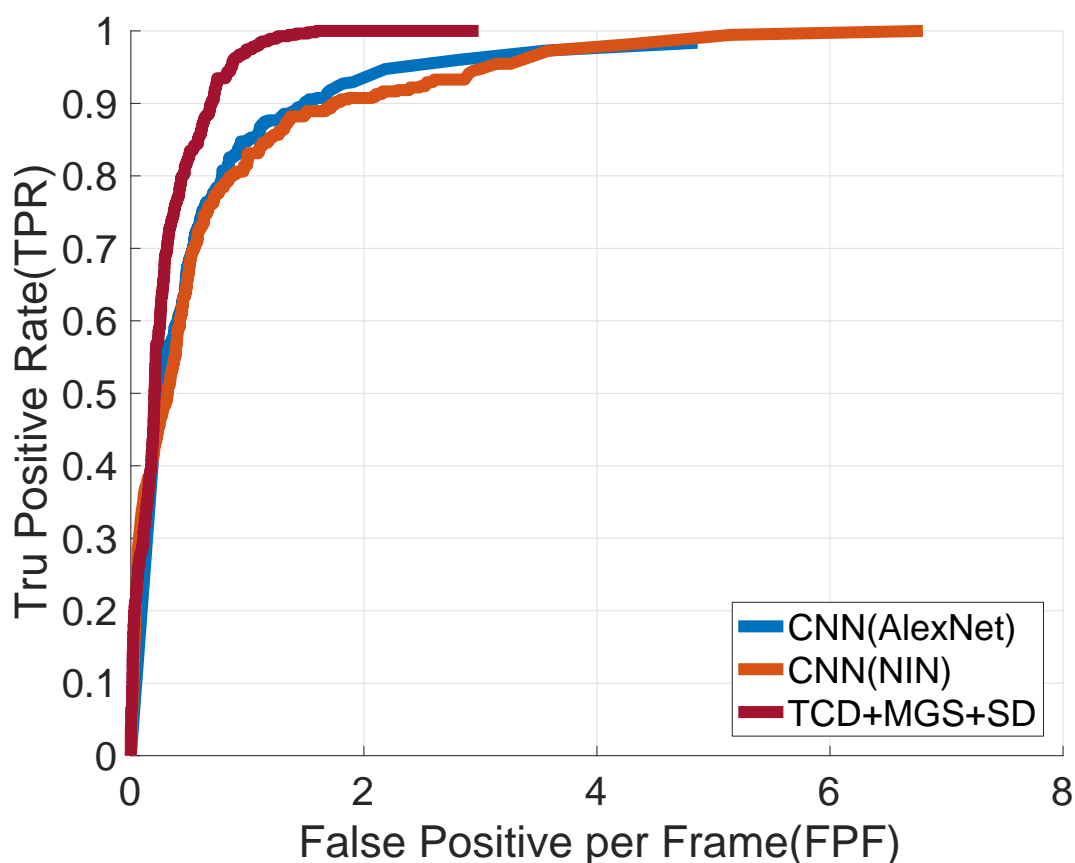 1
0.9
0.8
0.7
0.6
0.5
0.4
0.3
0.2
0.1
0
0 2 4 6 8
Tru Positive Rate(TPR)
False Positive per Frame(FPF)
CNN(AlexNet)
CNN(NIN)
TCD+MGS+SD